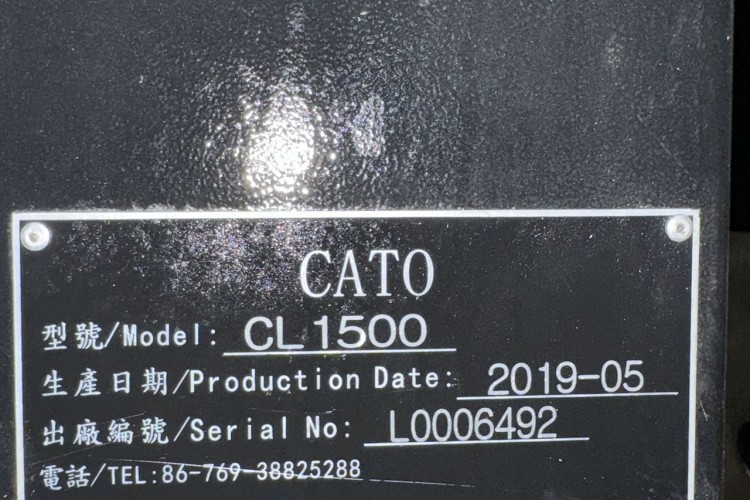 CATO
型號/Model: CL1500
生產日期/Production Date: 2019-05
出廠編號/Serial No: L0006492
電話/TEL:86-769-38825288